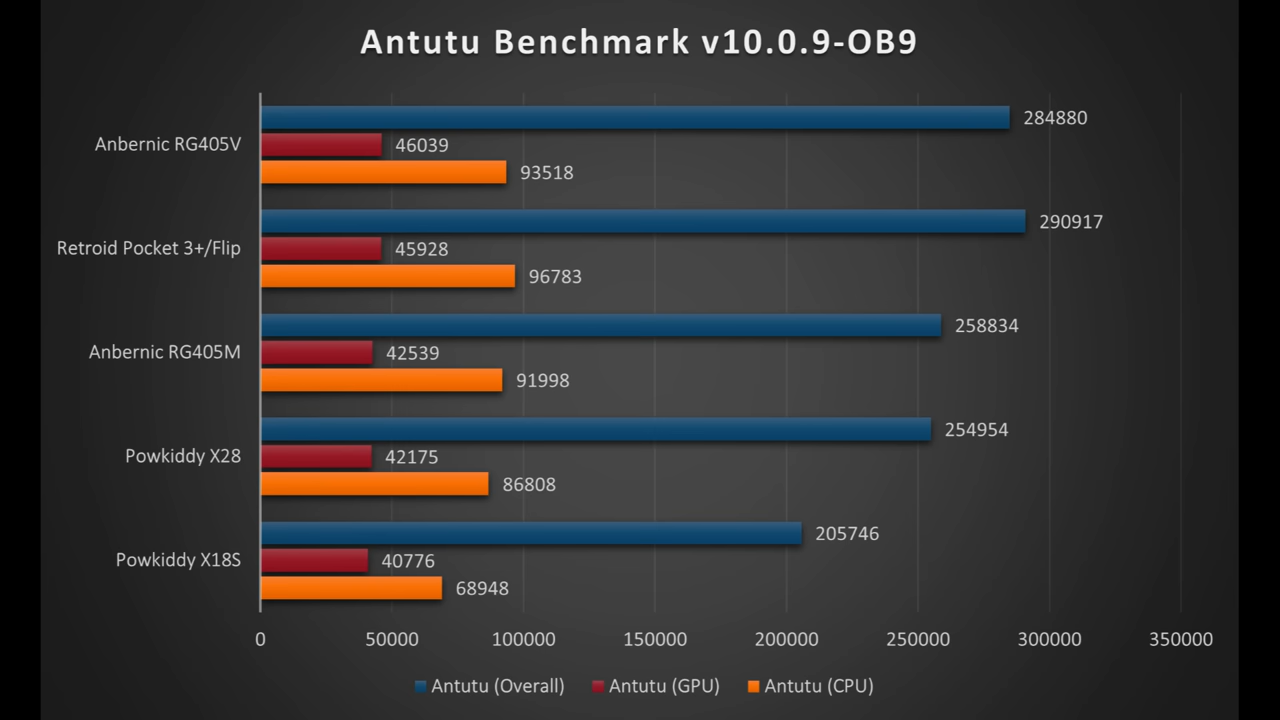 Antutu Benchmark v10.0.9-OB9
284880
Anbernic RG405V
46039
93518
290917
Retroid Pocket 3+/Flip
45928
96783
258834
Anbernic RG405M
42539
91998
254954
Powkiddy X28
42175
86808
205746
Powkiddy X18S
40776
68948
0 50000 100000 150000 200000 250000 300000 350000
Antutu (Overall) Antutu (GPU) Antutu (CPU)